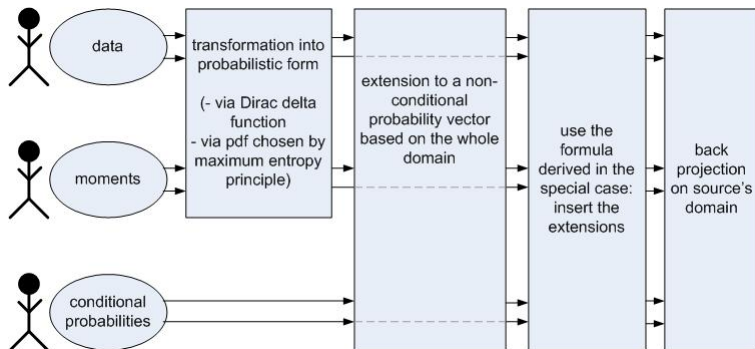 data
transformation into
probabilistic form
(- via Dirac delta
function
- via pdf chosen by
maximum entropy
principle)
moments
conditional
probabilities
extension to a non-
conditional
probability vector
based on the whole
domain
use the
formula
derived in the
special case:
insert the
extensions
back
projection
on source's
domain